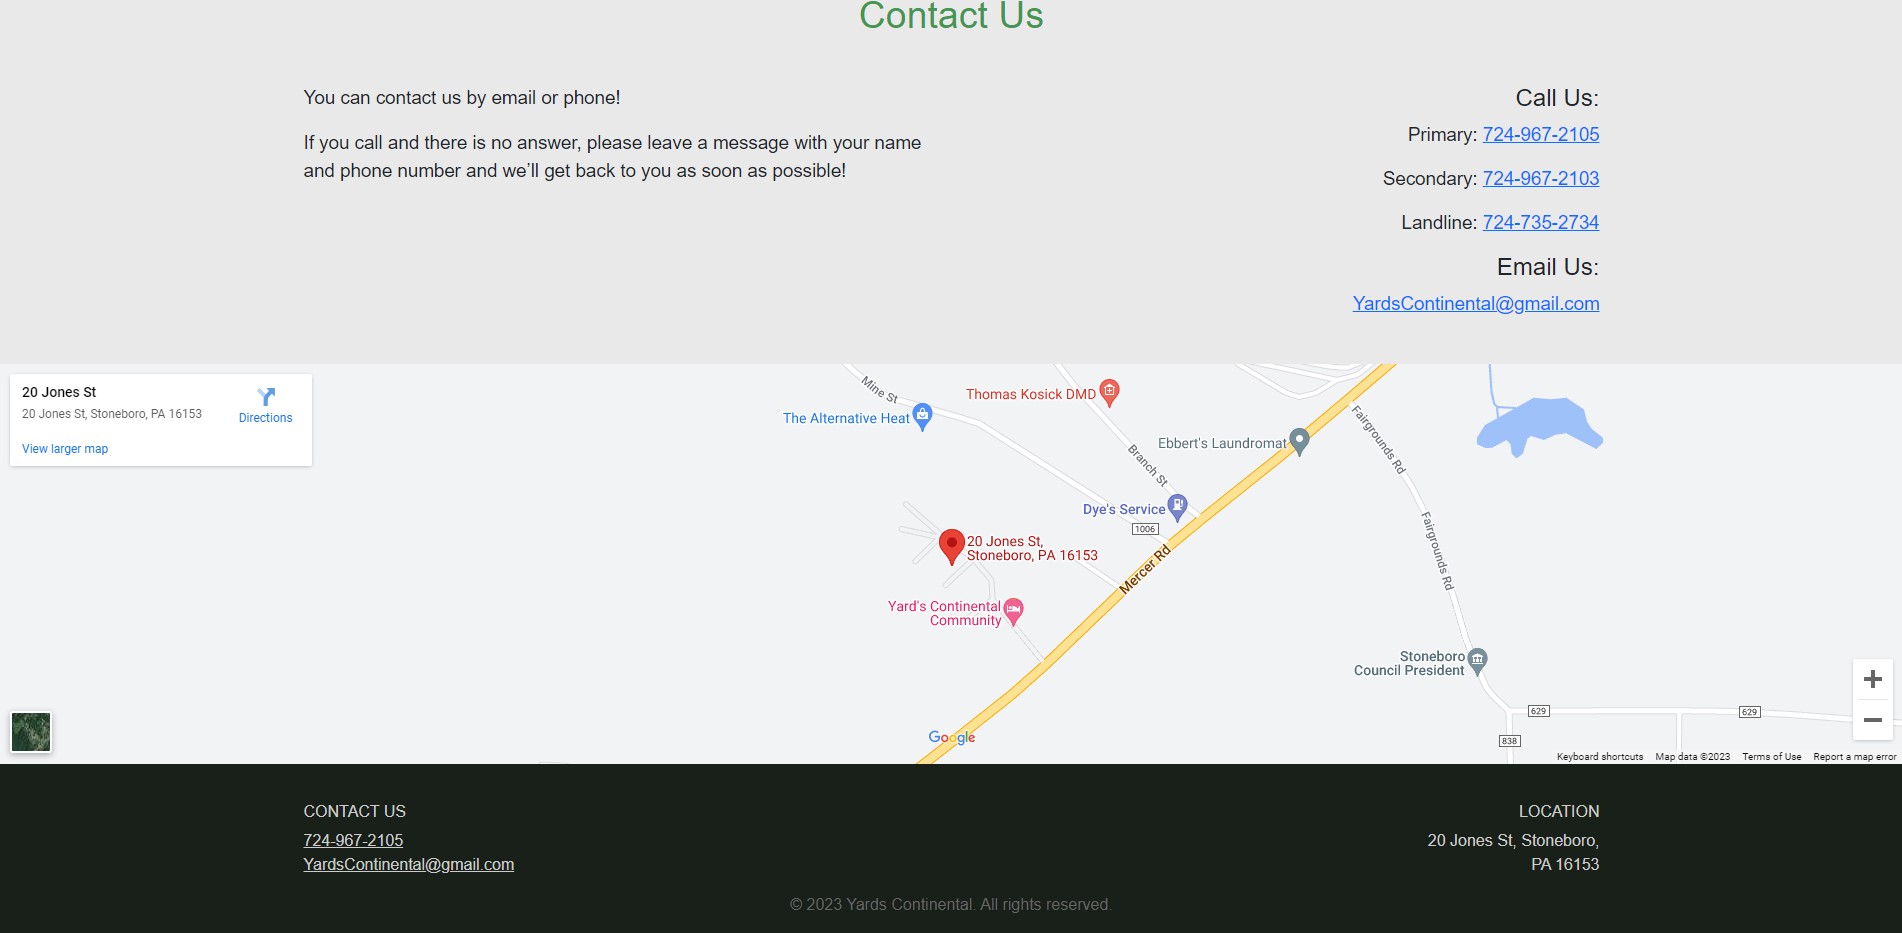 Contact Us
You can contact us by email or phone!
If you call and there is no answer, please leave a message with your name
and phone number and we’ll get back to you as soon as possible!
Call Us:
Primary: 724-967-2105
Secondary: 724-967-2103
Landline: 724-735-2734
Email Us:
YardsContinental@gmail.com
20 Jones St
20 Jones St, Stoneboro, PA 16153
Directions
View larger map
Mine St
Thomas Kosick DMD
The Alternative Heat
Ebbert's Laundromat
Fairgrounds Rd
Branch St
Dye's Service
1006
Fairgrounds Rd
20 Jones St,
Stoneboro, PA 16153
Mercer Rd
Yard's Continental
Community
Stoneboro
Council President
629
629
838
Google
Keyboard shortcuts
Map data ©2023
Terms of Use
Report a map error
CONTACT US
724-967-2105
YardsContinental@gmail.com
LOCATION
20 Jones St, Stoneboro,
PA 16153
© 2023 Yards Continental. All rights reserved.